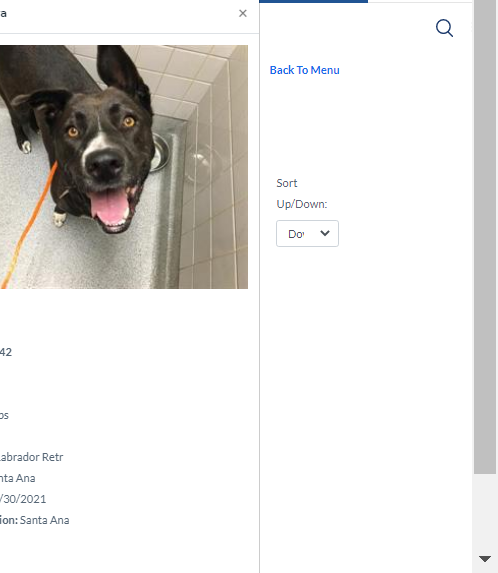 a
Back To Menu
Sort
Up/Down:
Do
42
os
abrador Retr
nta Ana
/30/2021
ion: Santa Ana